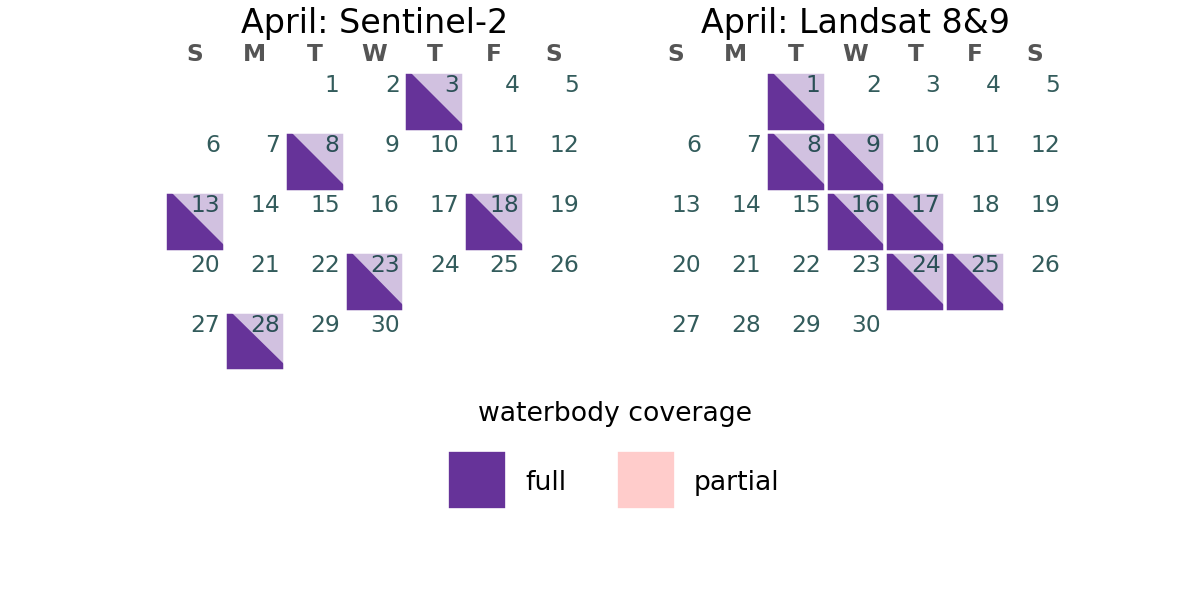 April: Sentinel-2
S M T W T F S
1 2 3 4 5
6 7 8 9 10 11 12
13 14 15 16 17 18 19
20 21 22 23 24 25 26
27 28 29 30
April: Landsat 8&9
S M T W T F S
1 2 3 4 5
6 7 8 9 10 11 12
13 14 15 16 17 18 19
20 21 22 23 24 25 26
27 28 29 30
waterbody coverage
full partial